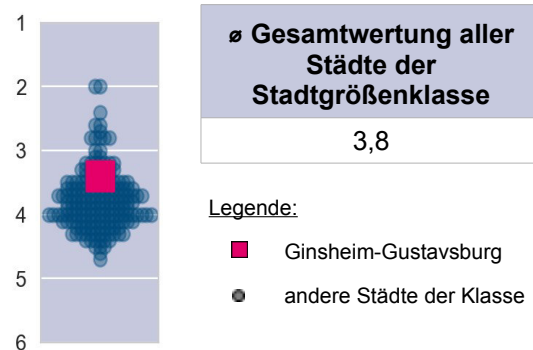 1
2
3
4
5
6
ø Gesamtwertung aller
Städte der
Stadtgrößenklasse
3,8
Legende:
Ginsheim-Gustavsburg
andere Städte der Klasse